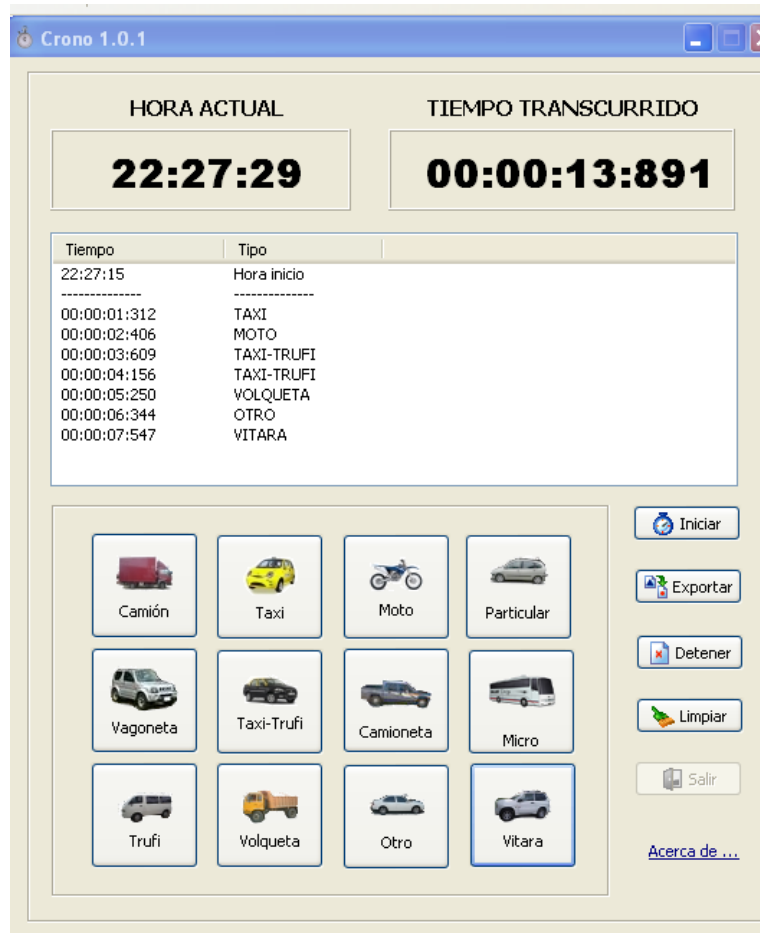 Crono 1.0.1
HORA ACTUAL
TIEMPO TRANSCURRIDO
22:27:29
00:00:13:891
Tiempo Tipo
22:27:15 Hora inicio
-------------- --------------
00:00:01:312 TAXI
00:00:02:406 MOTO
00:00:03:609 TAXI-TRUFI
00:00:04:156 TAXI-TRUFI
00:00:05:250 VOLQUETA
00:00:06:344 OTRO
00:00:07:547 VITARA
Camión Taxi Moto Particular
Vagoneta Taxi-Trufi Camioneta Micro
Trufi Volqueta Otro Vitara
Iniciar
Exportar
Detener
Limpiar
Salir
Acerca de ...